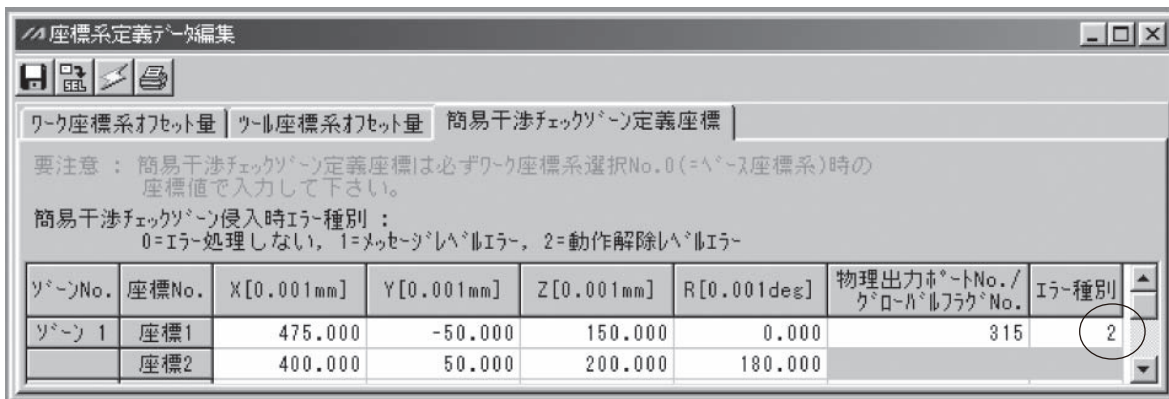 座標系定義ﾃﾞｰﾀ編集
SEL
ﾜｰｸ座標系ｵﾌｾｯﾄ量 ﾂｰﾙ座標系ｵﾌｾｯﾄ量 簡易干渉ﾁｪｯｸｿﾞｰﾝ定義座標
要注意 : 簡易干渉ﾁｪｯｸｿﾞｰﾝ定義座標は必ずﾜｰｸ座標系選択No.0(=ﾍﾞｰｽ座標系)時の
座標値で入力して下さい。
簡易干渉ﾁｪｯｸｿﾞｰﾝ侵入時ｴﾗｰ種別 :
0=ｴﾗｰ処理しない, 1=ﾒｯｾｰｼﾞﾚﾍﾞﾙｴﾗｰ, 2=動作解除ﾚﾍﾞﾙｴﾗｰ
ｿﾞｰﾝNo. 座標No. X[0.001mm] Y[0.001mm] Z[0.001mm] R[0.001deg] 物理出力ﾎﾟｰﾄNo./ ｴﾗｰ種別
ｸﾞﾛｰﾊﾞﾙﾌﾗｸﾞNo.
ｿﾞｰﾝ 1 座標1 475.000 -50.000 150.000 0.000 315 2
座標2 400.000 50.000 200.000 180.000